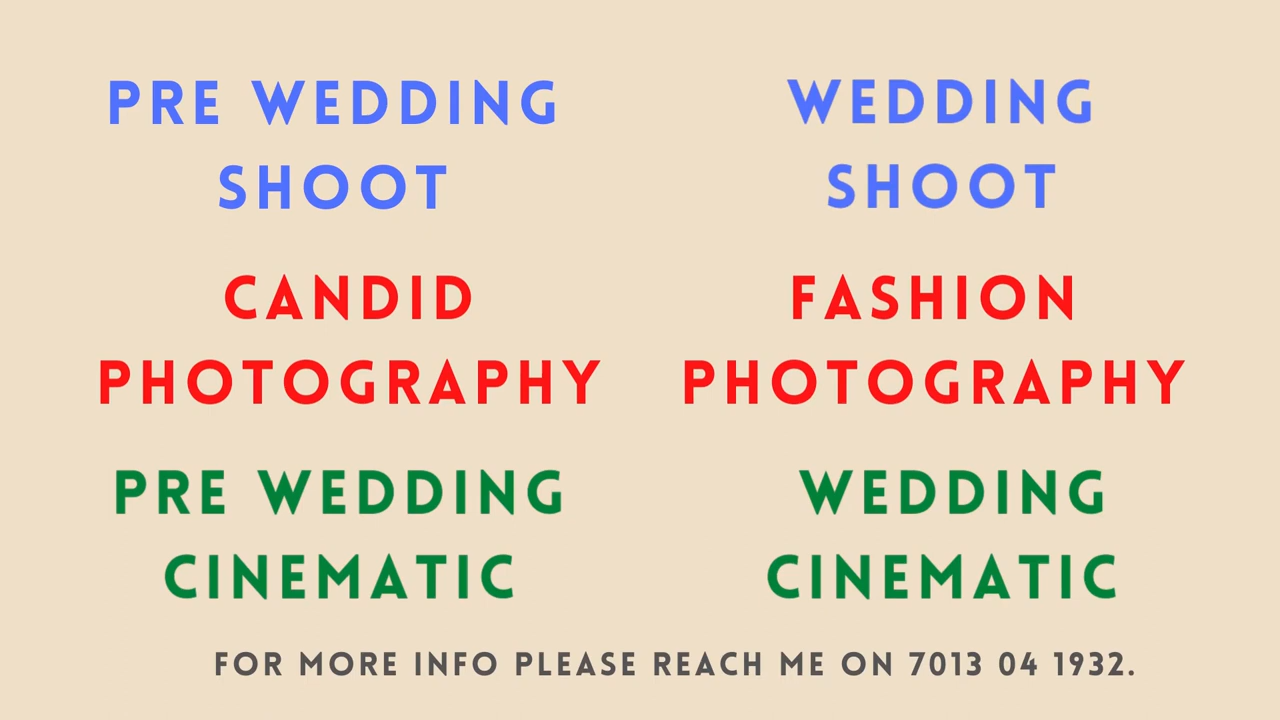 PRE WEDDING
SHOOT
WEDDING
SHOOT
CANDID
PHOTOGRAPHY
FASHION
PHOTOGRAPHY
PRE WEDDING
CINEMATIC
WEDDING
CINEMATIC
FOR MORE INFO PLEASE REACH ME ON 7013 04 1932.